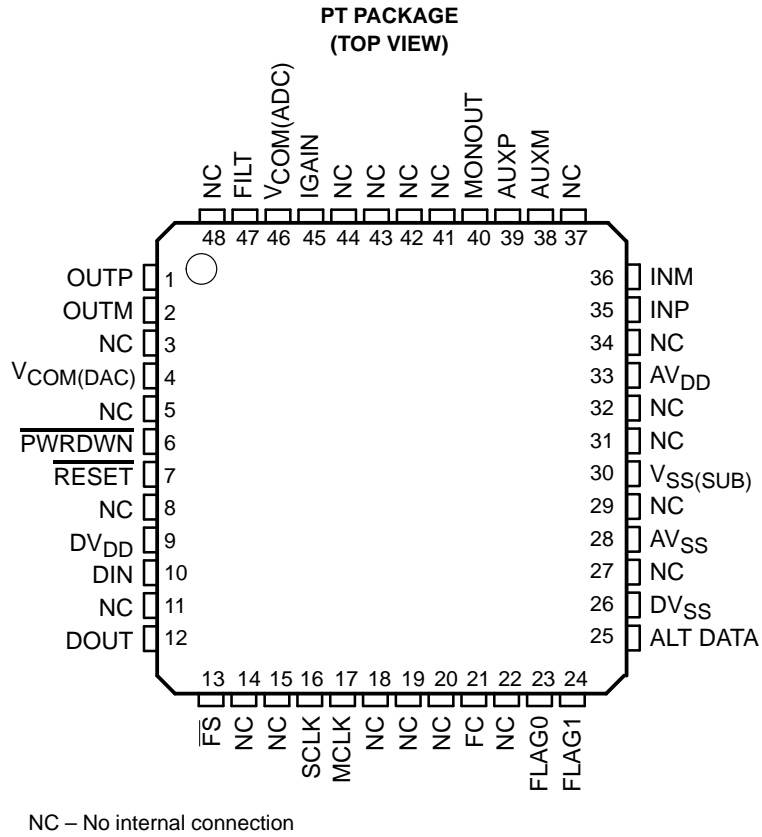 PT PACKAGE
(TOP VIEW)
NC
FILT
VCOM(ADC)
IGAIN
NC
NC
NC
NC
MONOUT
AUXP
AUXM
NC
48 47 46 45 44 43 42 41 40 39 38 37
OUTP 1
OUTM 2
NC 3
VCOM(DAC) 4
NC 5
PWRDWN 6
RESET 7
NC 8
DVDD 9
DIN 10
NC 11
DOUT 12
36 INM
35 INP
34 NC
33 AVDD
32 NC
31 NC
30 VSS(SUB)
29 NC
28 AVSS
27 NC
26 DVSS
25 ALT DATA
13 14 15 16 17 18 19 20 21 22 23 24
FS
NC
NC
SCLK
MCLK
NC
NC
NC
FC
NC
FLAG0
FLAG1
NC – No internal connection